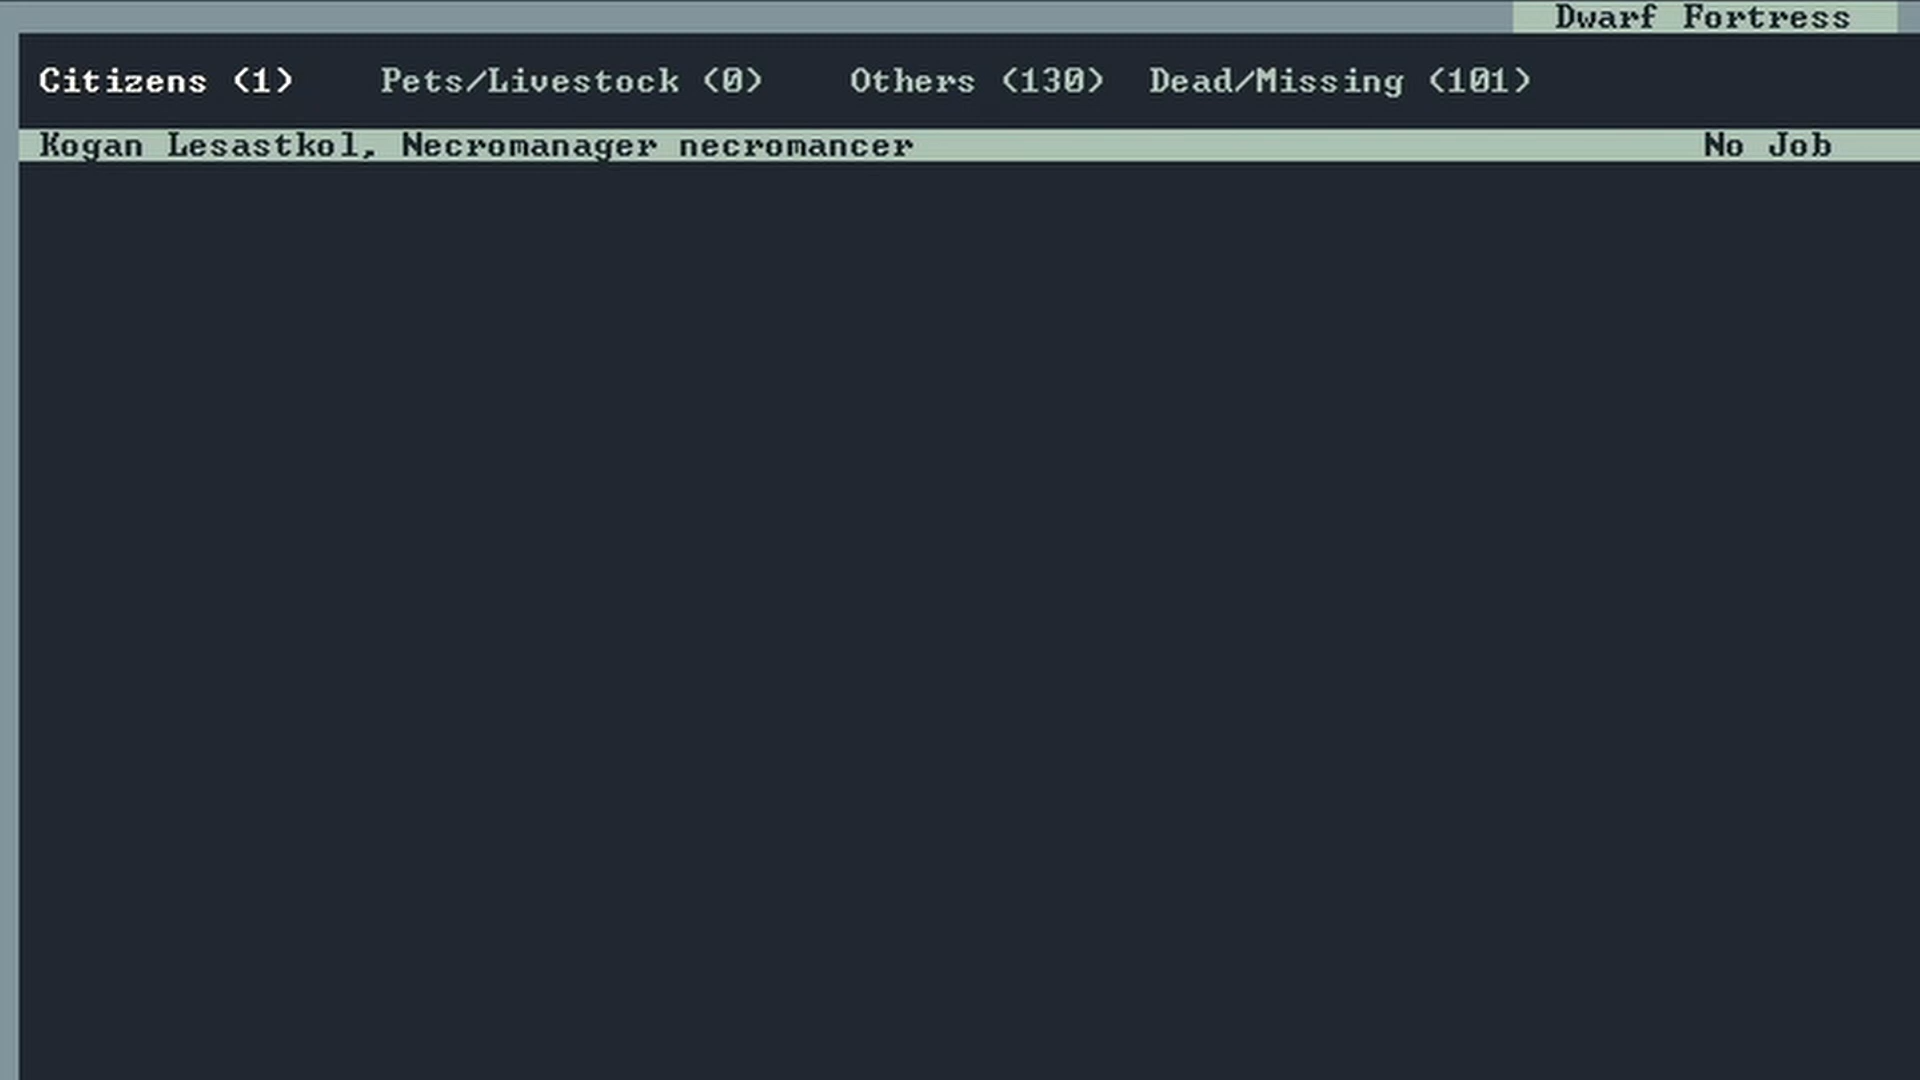 Dwarf Fortress
Citizens (1) Pets/Livestock (0) Others (130) Dead/Missing (101)
Kogan Lesastkol, Necromanager necromancer No Job